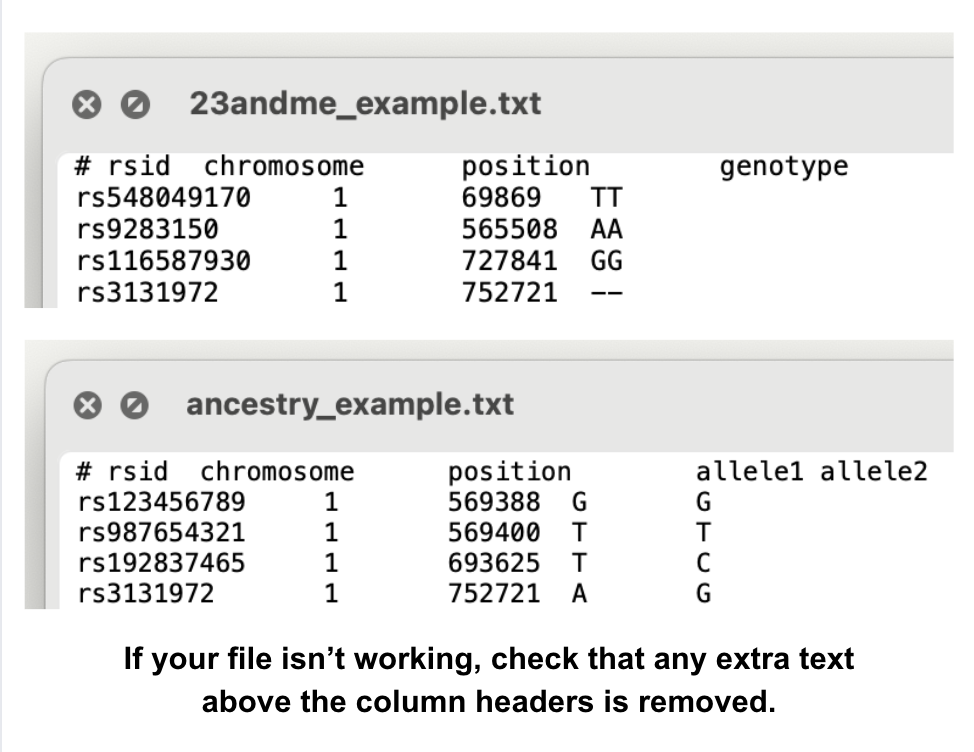 23andme_example.txt
# rsid chromosome position genotype
rs548049170 1 69869 TT
rs9283150 1 565508 AA
rs116587930 1 727841 GG
rs3131972 1 752721 --
ancestry_example.txt
# rsid chromosome position allele1 allele2
rs123456789 1 569388 G G
rs987654321 1 569400 T T
rs192837465 1 693625 T C
rs3131972 1 752721 A G
If your file isn’t working, check that any extra text
above the column headers is removed.